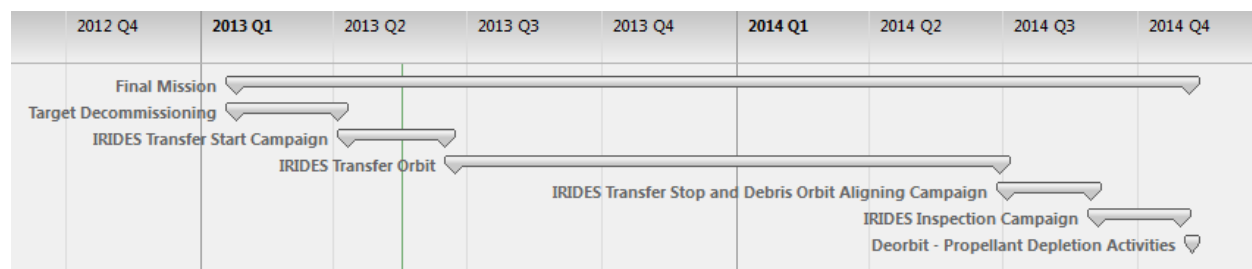 2012 Q4 2013 Q1 2013 Q2 2013 Q3 2013 Q4 2014 Q1 2014 Q2 2014 Q3 2014 Q4
Final Mission
Target Decommissioning
IRIDES Transfer Start Campaign
IRIDES Transfer Orbit
IRIDES Transfer Stop and Debris Orbit Aligning Campaign
IRIDES Inspection Campaign
Deorbit - Propellant Depletion Activities